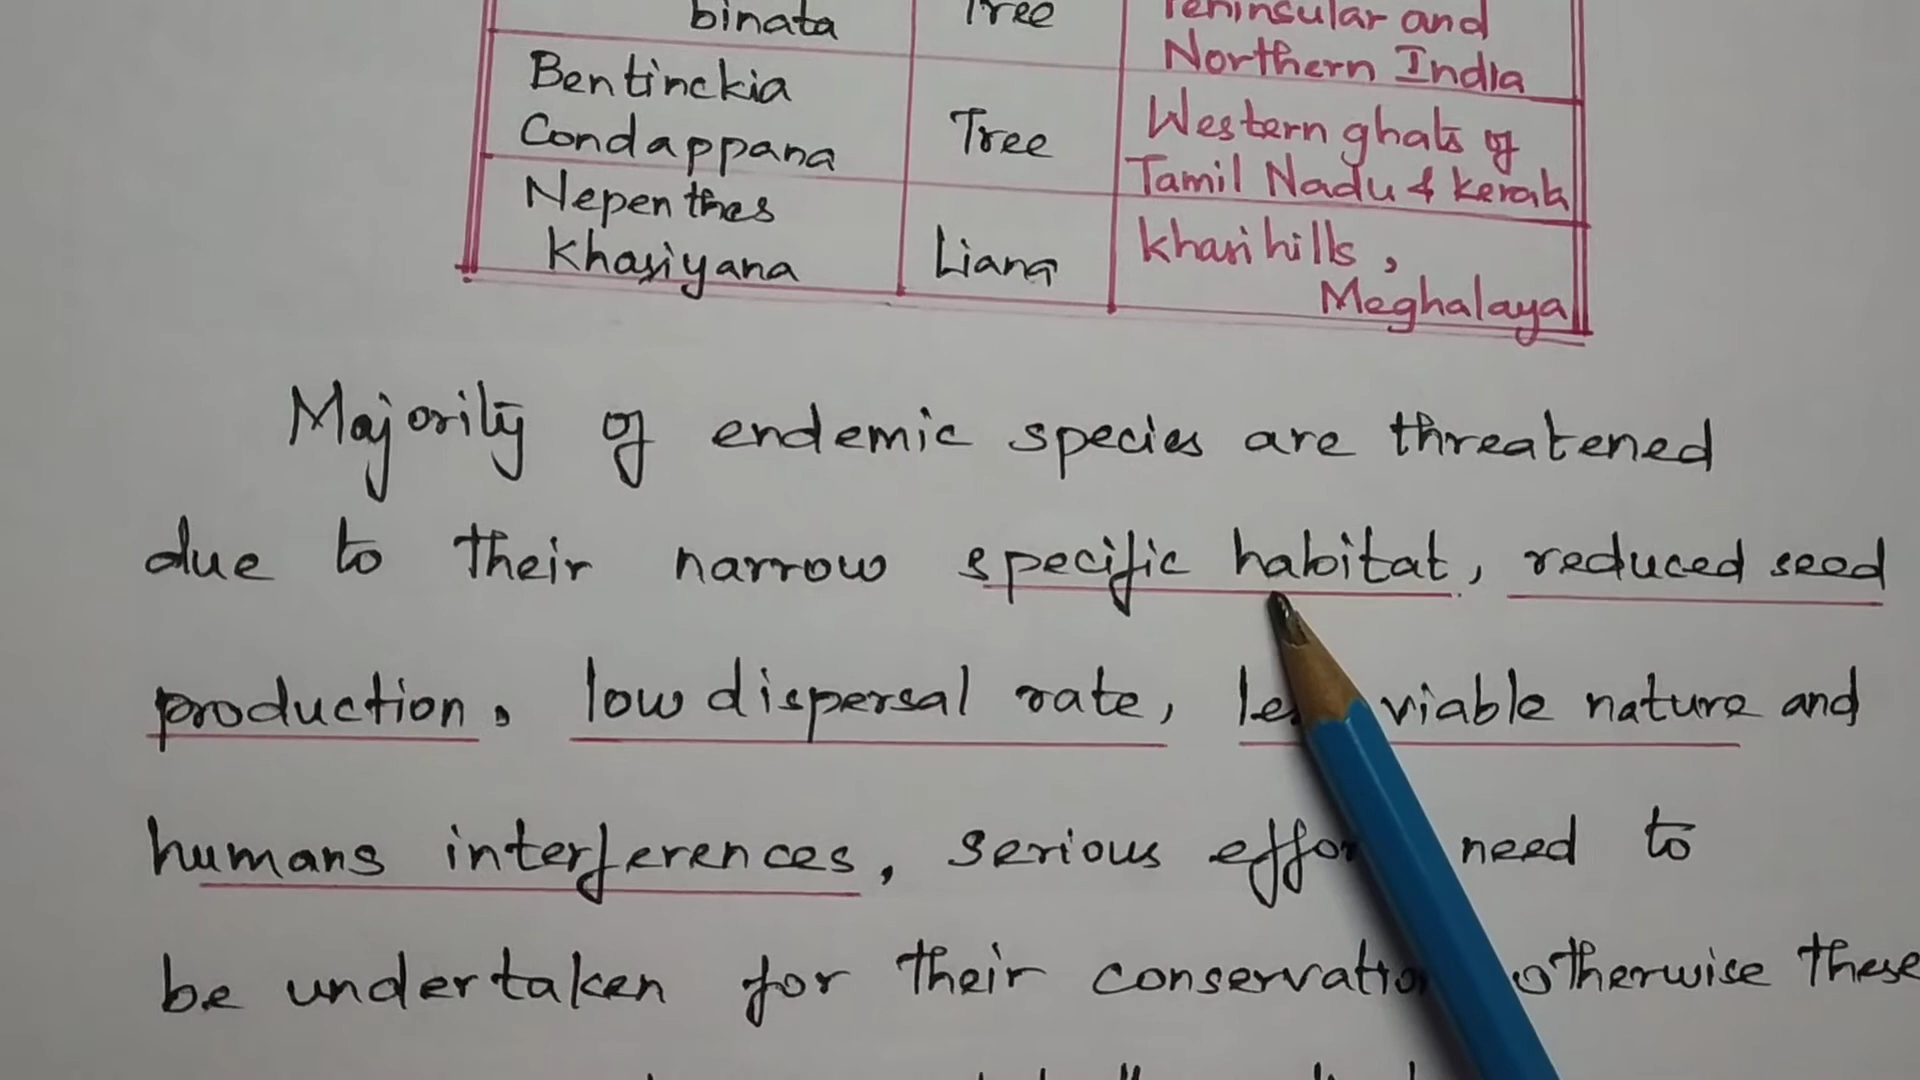 binata Tree Peninsular and
Northern India
Bentinckia
Condappana Tree Western ghats of
Tamil Nadu & Kerala
Nepenthes
Khasiyana Liana Khasi hills,
Meghalaya
Majority of endemic species are threatened
due to their narrow specific habitat, reduced seed
production, low dispersal rate, viable nature and
humans interferences, serious need to
be undertaken for their otherwise these